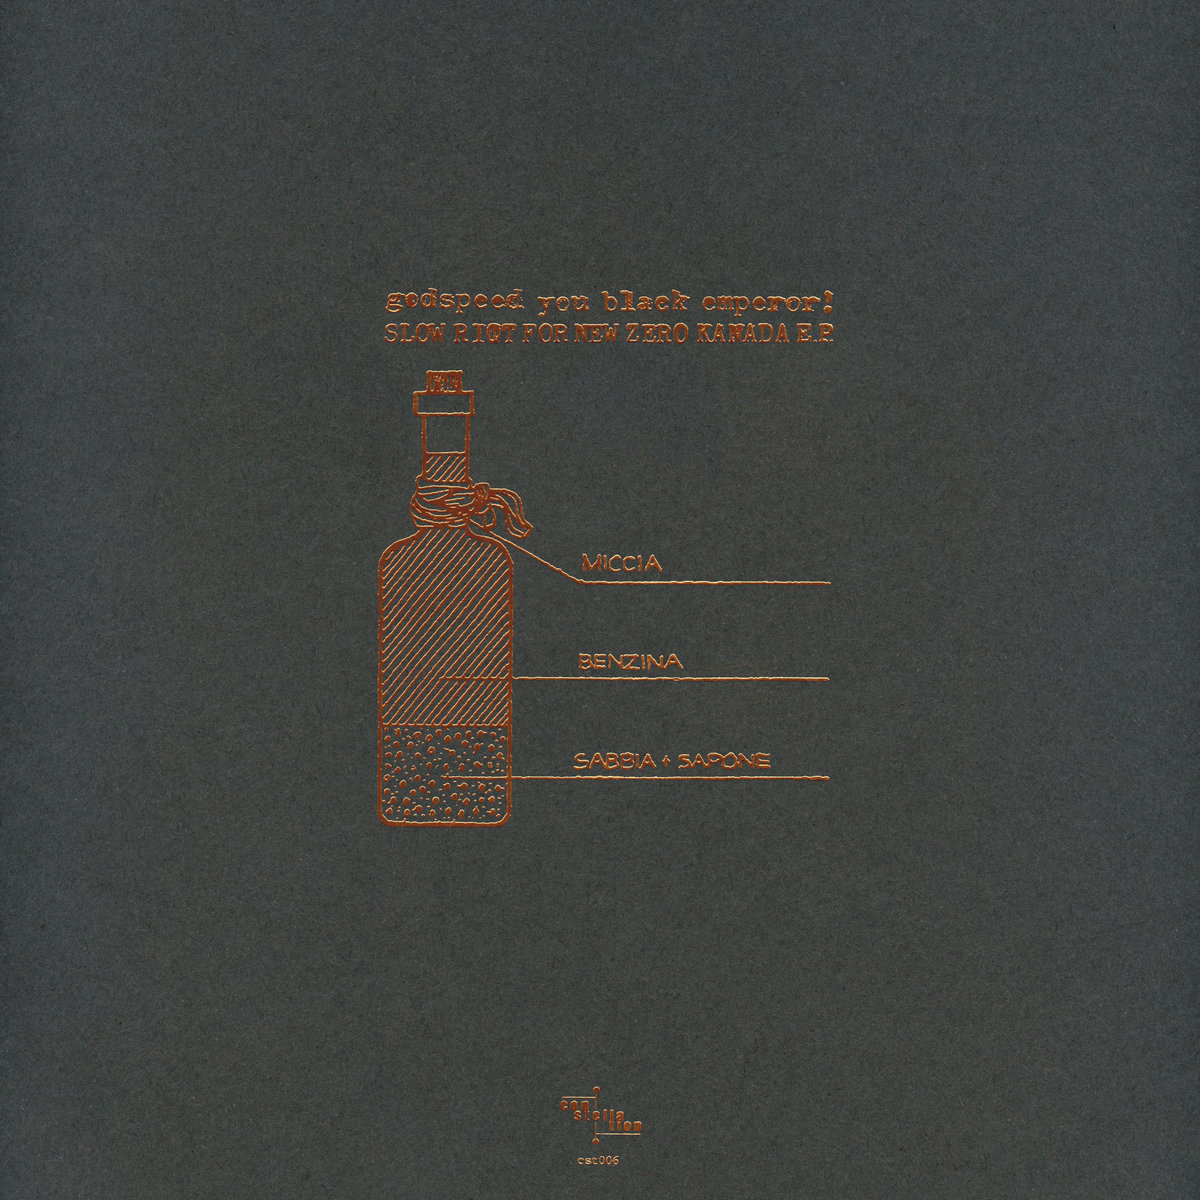 godspeed you black emperor!
SLOW RIOT FOR NEW ZERO KANADA E.P.
MICCIA
BENZINA
SABBIA + SAPONE
con
stella
tion
cst006